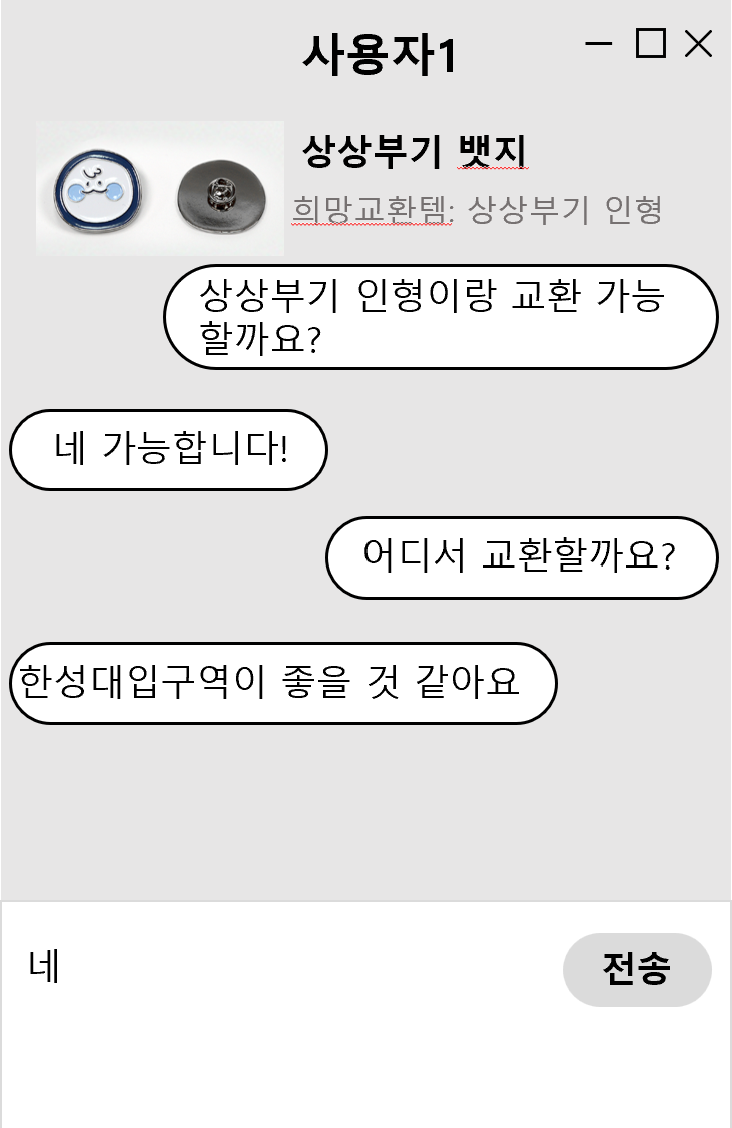 사용자1
상상부기 뱃지
희망교환템: 상상부기 인형
상상부기 인형이랑 교환 가능
할까요?
네 가능합니다!
어디서 교환할까요?
한성대입구역이 좋을 것 같아요
네
전송